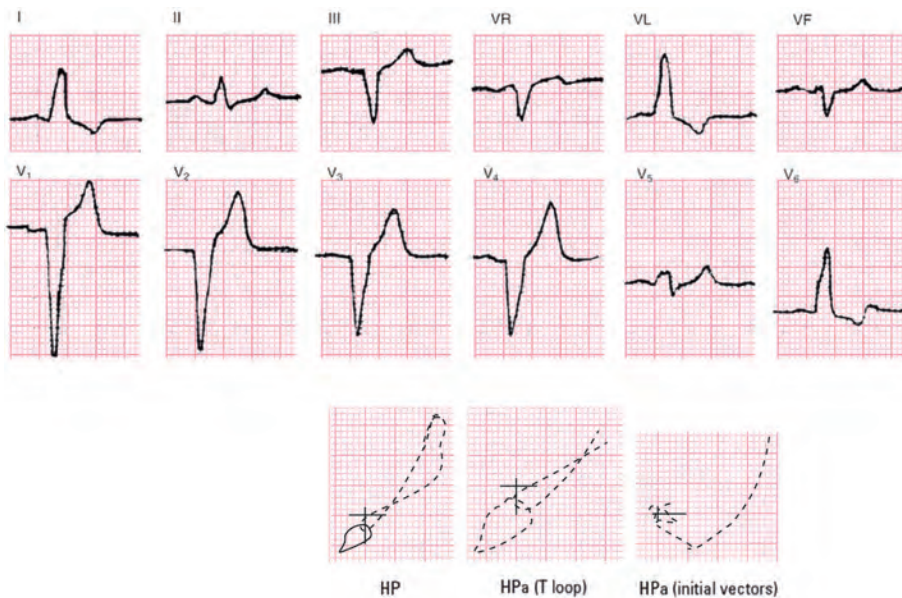 I II III VR VL VF
V₁ V₂ V₃ V₄ V₅ V₆
HP HPa (T loop) HPa (initial vectors)